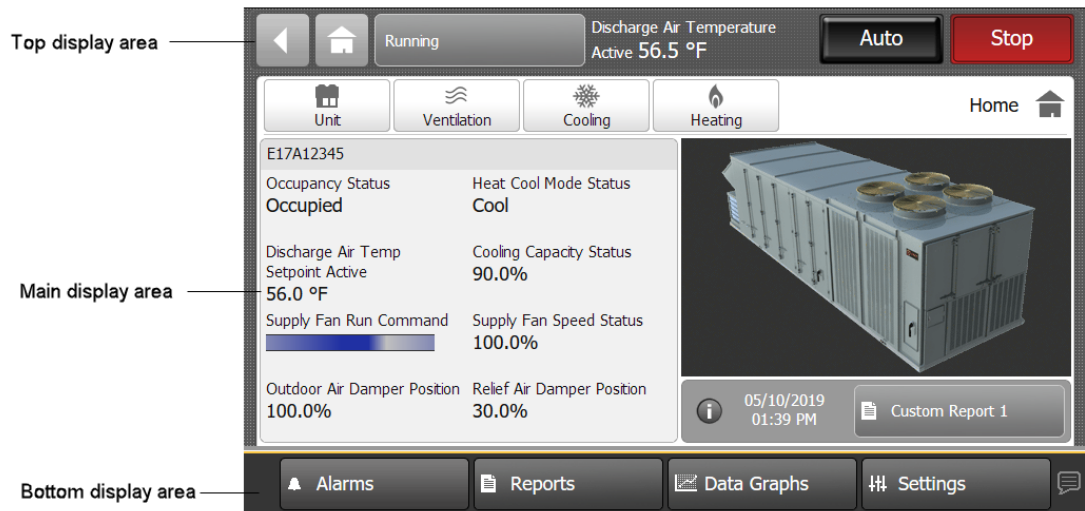 Top display area
Running
Discharge Air Temperature
Active 56.5 °F
Auto
Stop
Unit
Ventilation
Cooling
Heating
Home
E17A12345
Occupancy Status
Occupied
Heat Cool Mode Status
Cool
Main display area
Discharge Air Temp
Setpoint Active
56.0 °F
Cooling Capacity Status
90.0%
Supply Fan Run Command
Supply Fan Speed Status
100.0%
Outdoor Air Damper Position
100.0%
Relief Air Damper Position
30.0%
05/10/2019
01:39 PM
Custom Report 1
Bottom display area
Alarms
Reports
Data Graphs
Settings